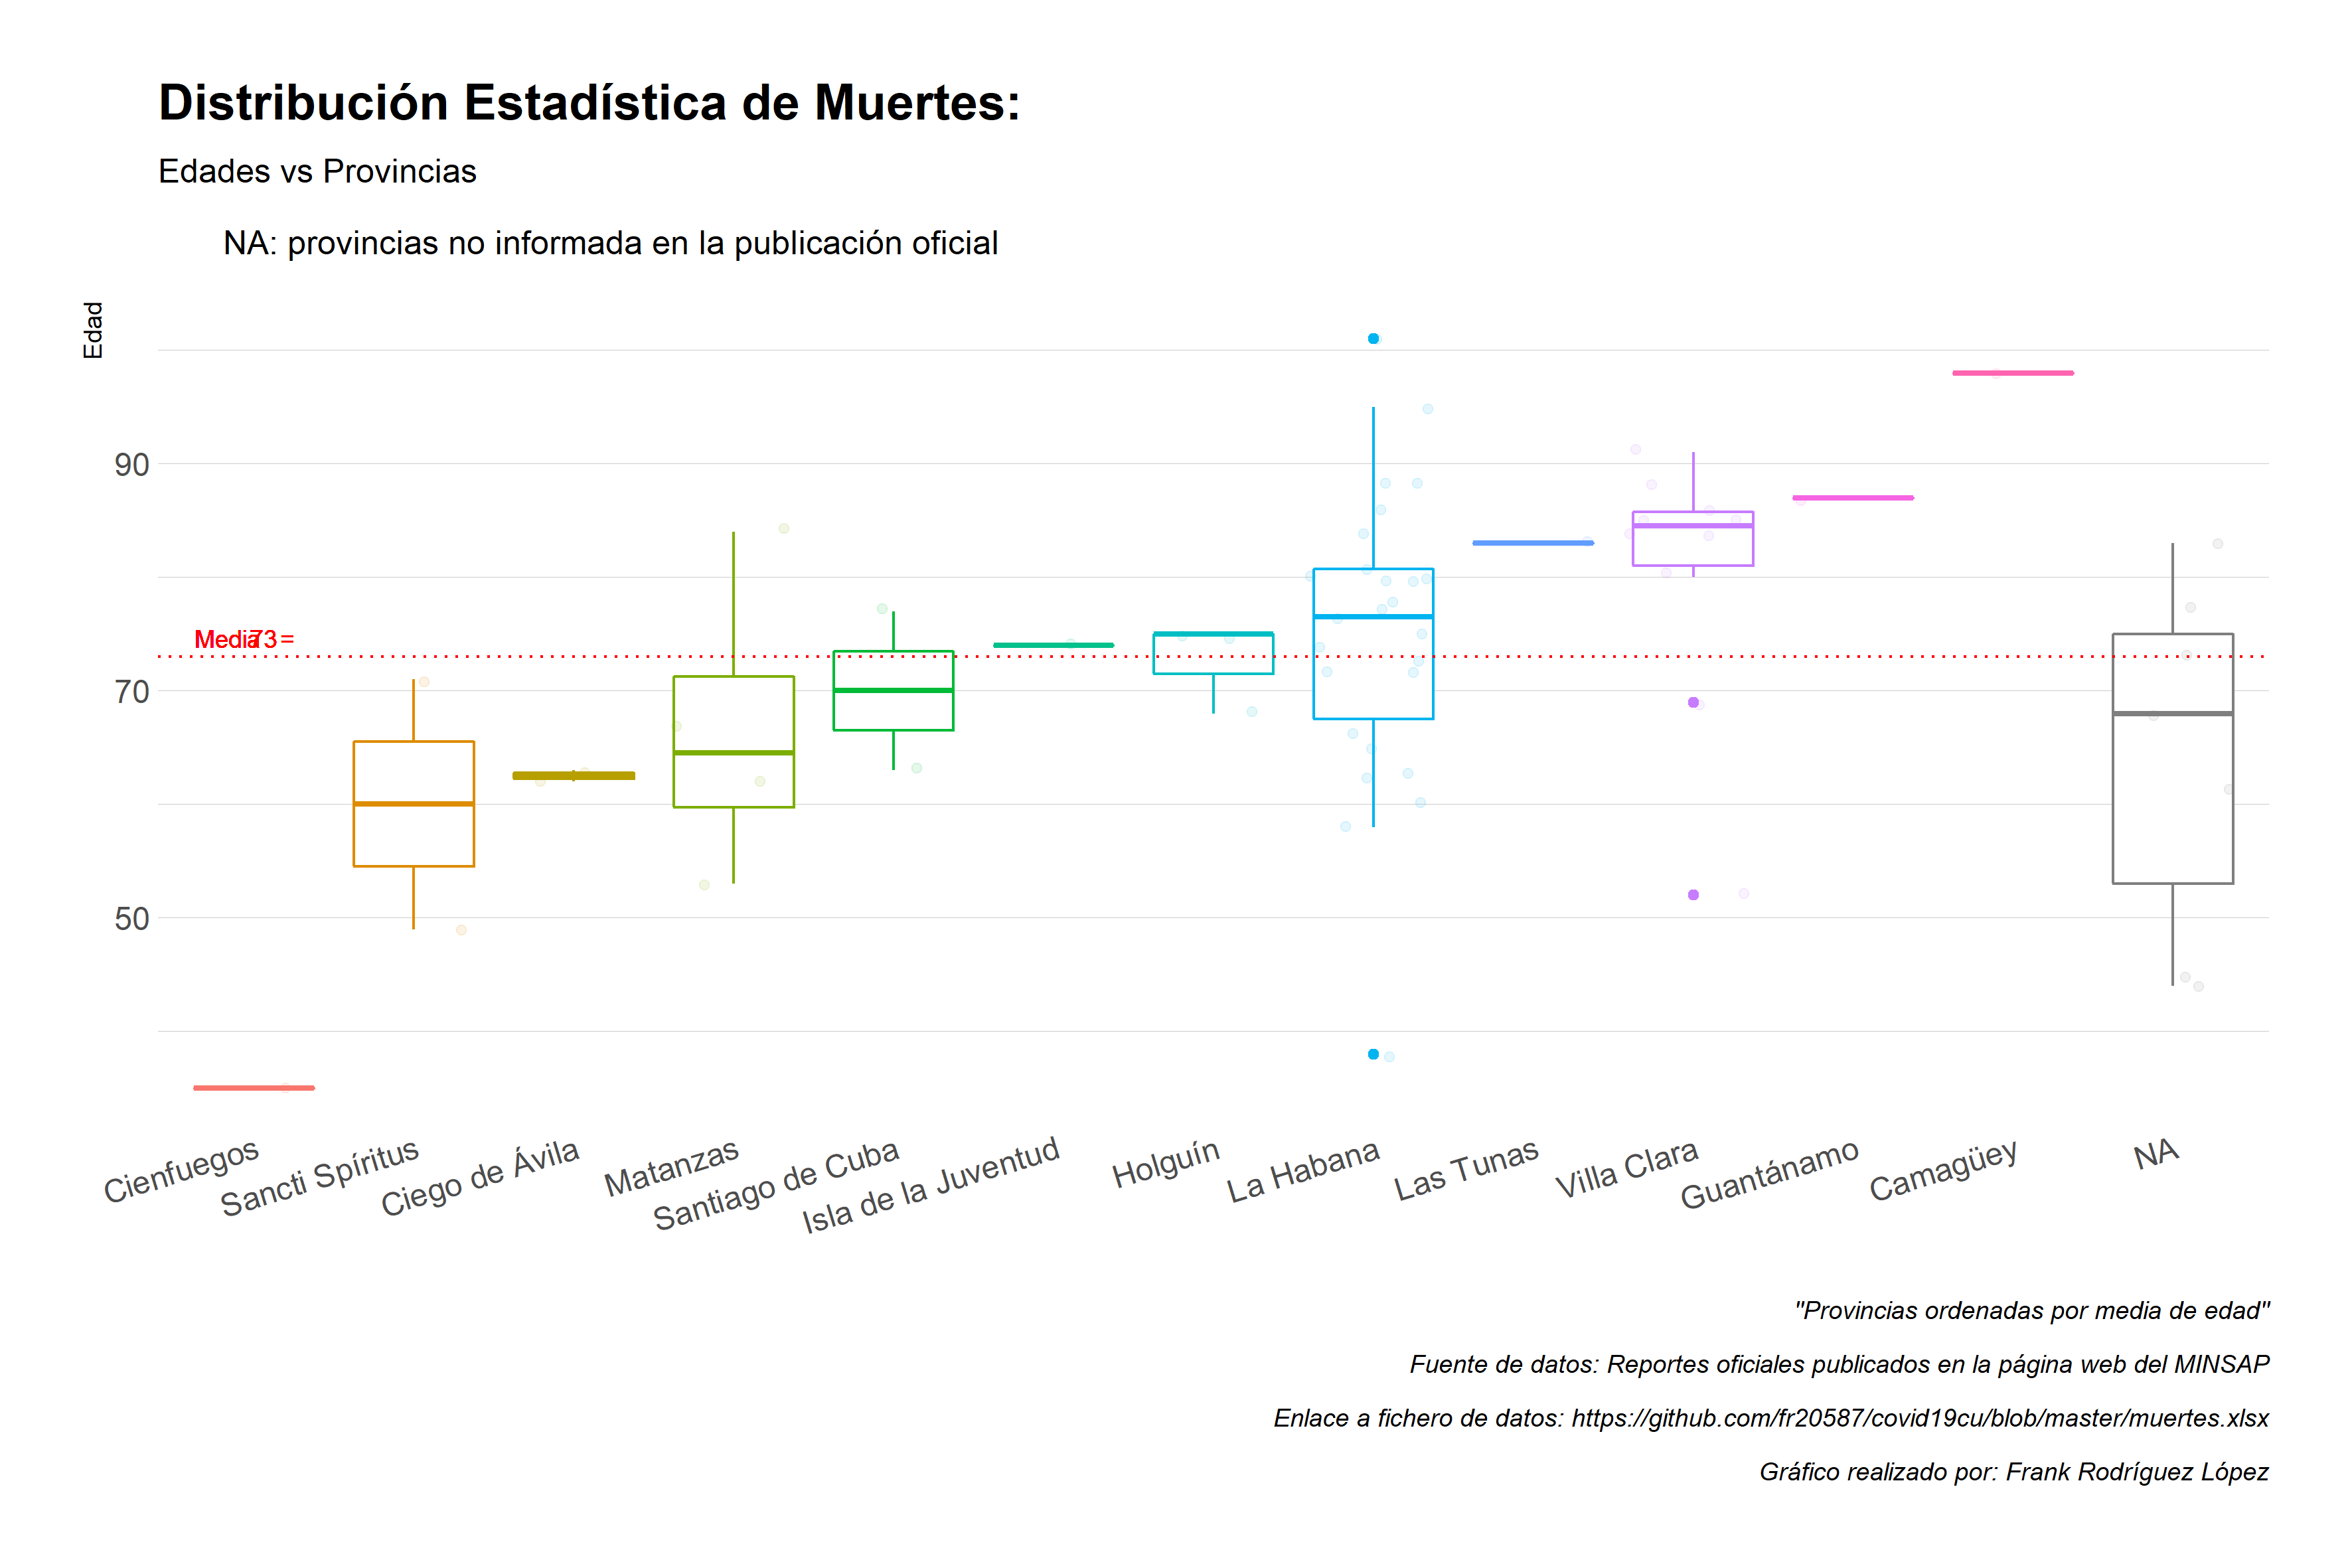 Distribución Estadística de Muertes:
Edades vs Provincias
NA: provincias no informada en la publicación oficial
Edad
90
70
50
Media =
73
Cienfuegos
Sancti Spíritus
Ciego de Ávila
Matanzas
Santiago de Cuba
Isla de la Juventud
Holguín
La Habana
Las Tunas
Villa Clara
Guantánamo
Camagüey
NA
"Provincias ordenadas por media de edad"
Fuente de datos: Reportes oficiales publicados en la página web del MINSAP
Enlace a fichero de datos: https://github.com/fr20587/covid19cu/blob/master/muertes.xlsx
Gráfico realizado por: Frank Rodríguez López